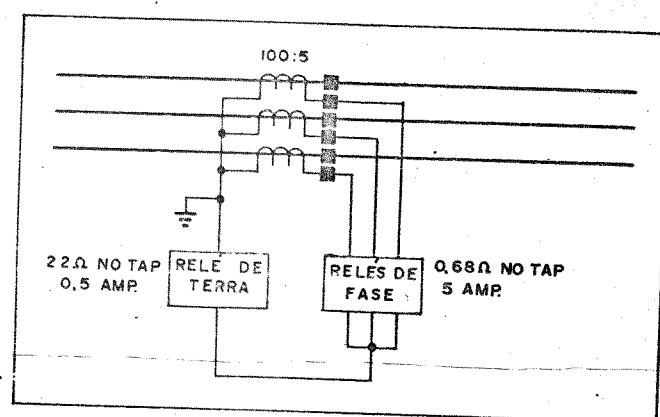 100:5
22Ω NO TAP
0,5 AMP.
RELE DE
TERRA
RELÉS DE
FASE
0,68Ω NO TAP
5 AMP.